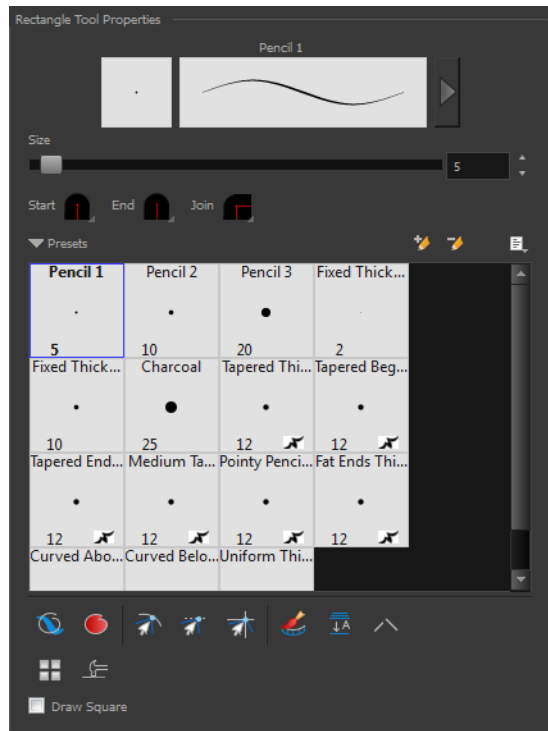 Rectangle Tool Properties
Pencil 1
Size
5
Start End Join
Presets
Pencil 1 Pencil 2 Pencil 3 Fixed Thick...
5 10 20 2
Fixed Thick... Charcoal Tapered Thi... Tapered Beg...
10 25 12 12
Tapered End... Medium Ta... Pointy Penci... Fat Ends Thi...
12 12 12 12
Curved Abo... Curved Belo... Uniform Thi...
A
Draw Square